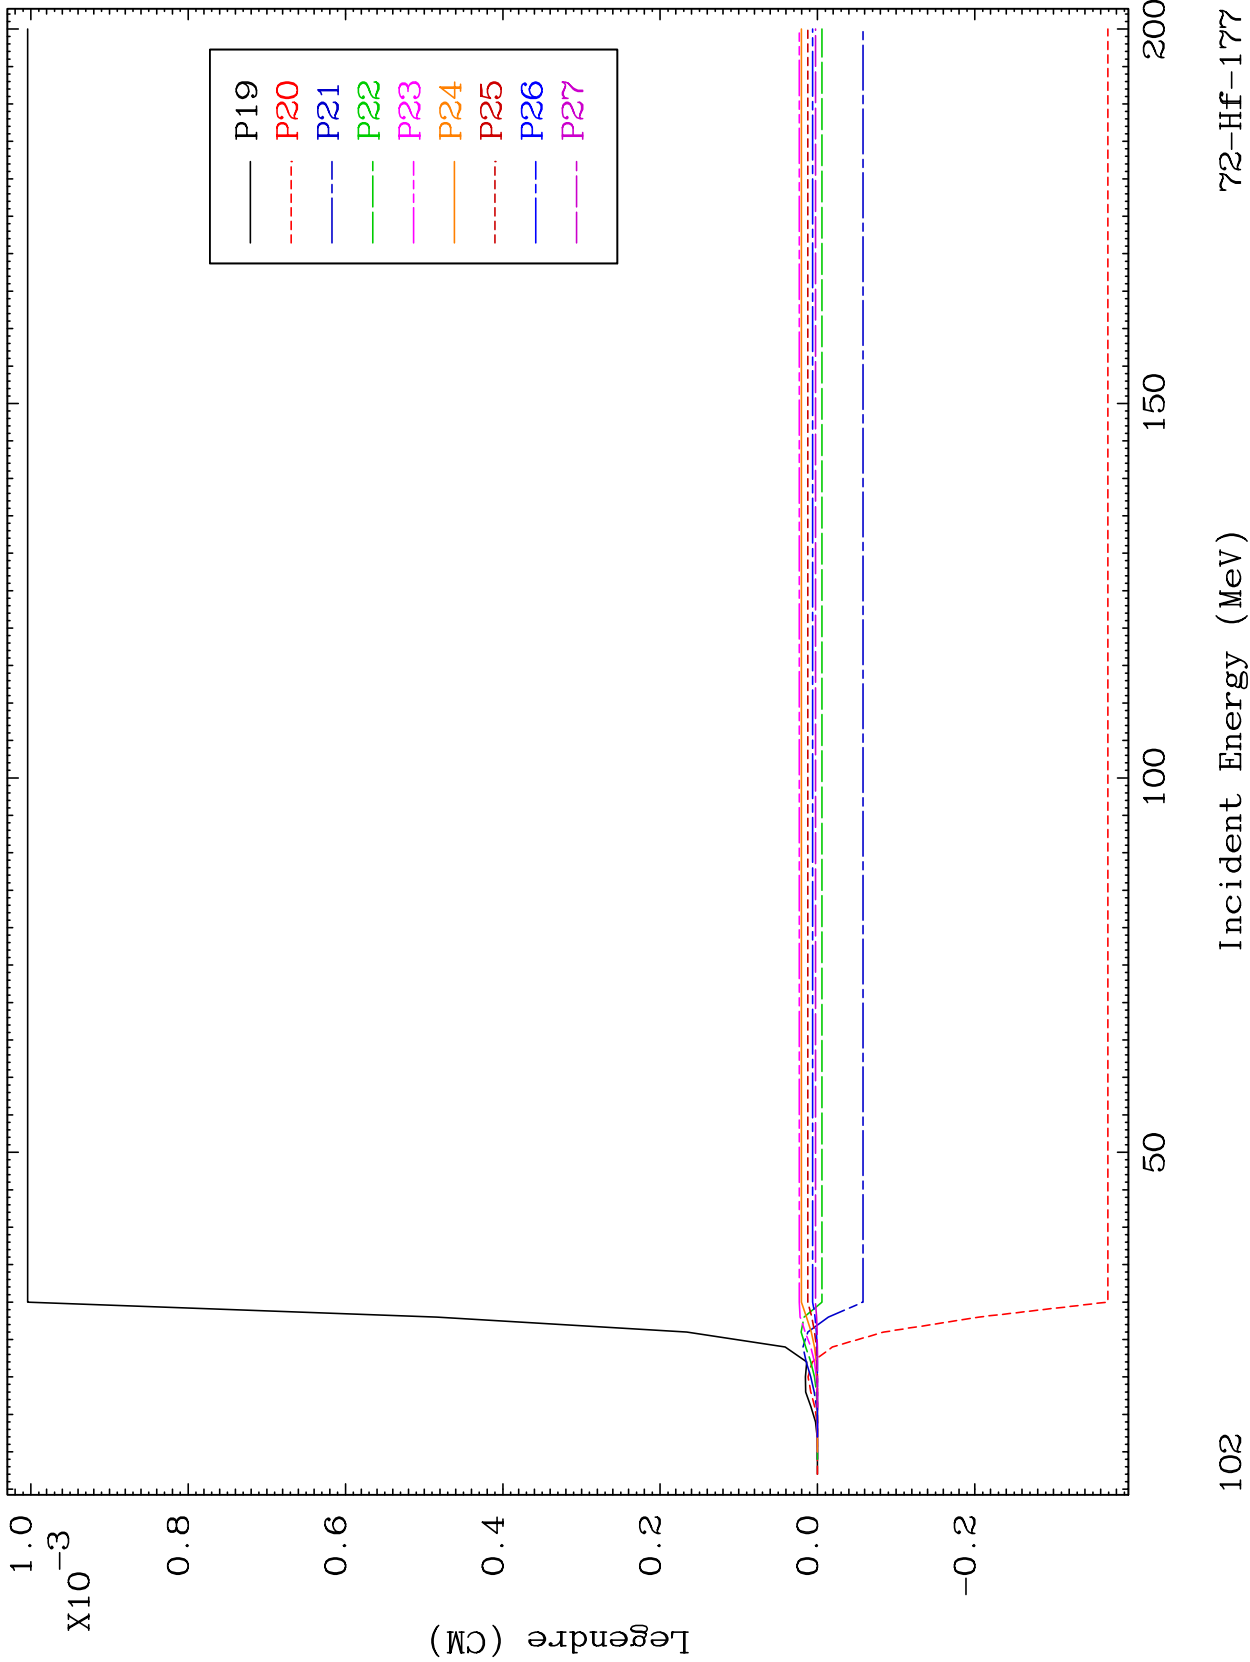 1.0
X10⁻³
0.8
0.6
0.4
0.2
0.0
-0.2
Legendre (CM)
P19
P20
P21
P22
P23
P24
P25
P26
P27
50
100
150
200
Incident Energy (MeV)
102
72-Hf-177